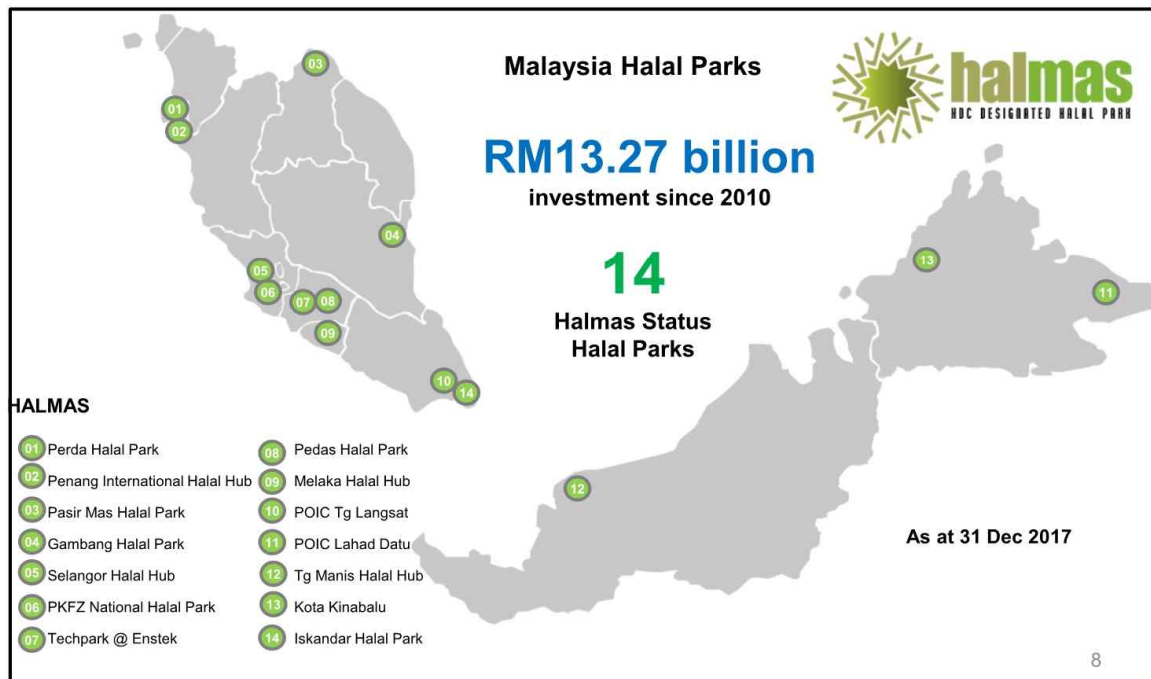 Malaysia Halal Parks
halmas
HDC DESIGNATED HALAL PARK
RM13.27 billion
investment since 2010
14
Halmas Status
Halal Parks
01
02
03
04
05
06
07
08
09
10
14
13
11
12
HALMAS
01 Perda Halal Park
02 Penang International Halal Hub
03 Pasir Mas Halal Park
04 Gambang Halal Park
05 Selangor Halal Hub
06 PKFZ National Halal Park
07 Techpark @ Enstek
08 Pedas Halal Park
09 Melaka Halal Hub
10 POIC Tg Langsat
11 POIC Lahad Datu
12 Tg Manis Halal Hub
13 Kota Kinabalu
14 Iskandar Halal Park
As at 31 Dec 2017
8